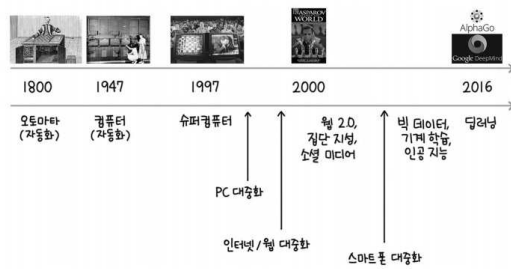 KASPAROV
WORLD
AlphaGo
Google DeepMind
1800
1947
1997
2000
2016
오토마타
(자동화)
컴퓨터
(자동화)
슈퍼컴퓨터
웹 2.0,
집단 지성,
소셜 미디어
빅 데이터,
기계 학습,
인공 지능
딥러닝
PC 대중화
인터넷/웹 대중화
스마트폰 대중화